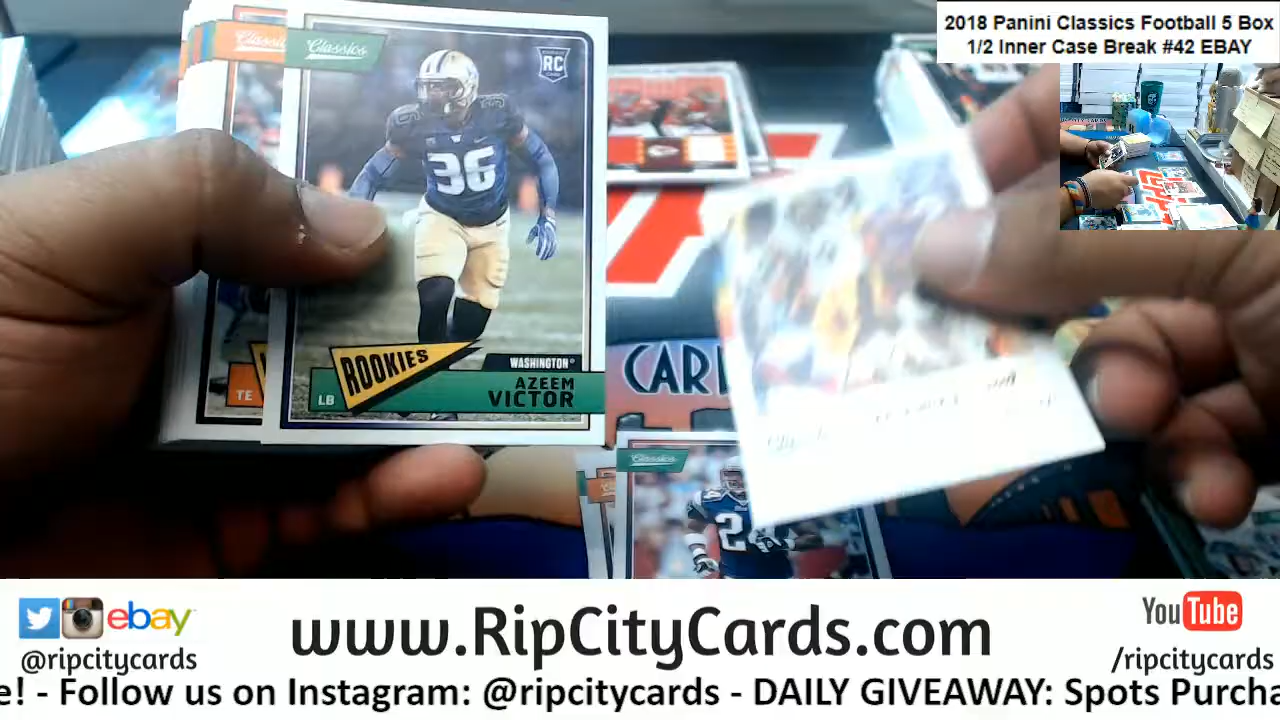 2018 Panini Classics Football 5 Box
1/2 Inner Case Break #42 EBAY
Classics
Classics
RC
36
ROOKIES
WASHINGTON
LB
AZEEM
VICTOR
TE
CARD
Classics
24
ebay
@ripcitycards
www.RipCityCards.com
YouTube
/ripcitycards
e! - Follow us on Instagram: @ripcitycards - DAILY GIVEAWAY: Spots Purcha